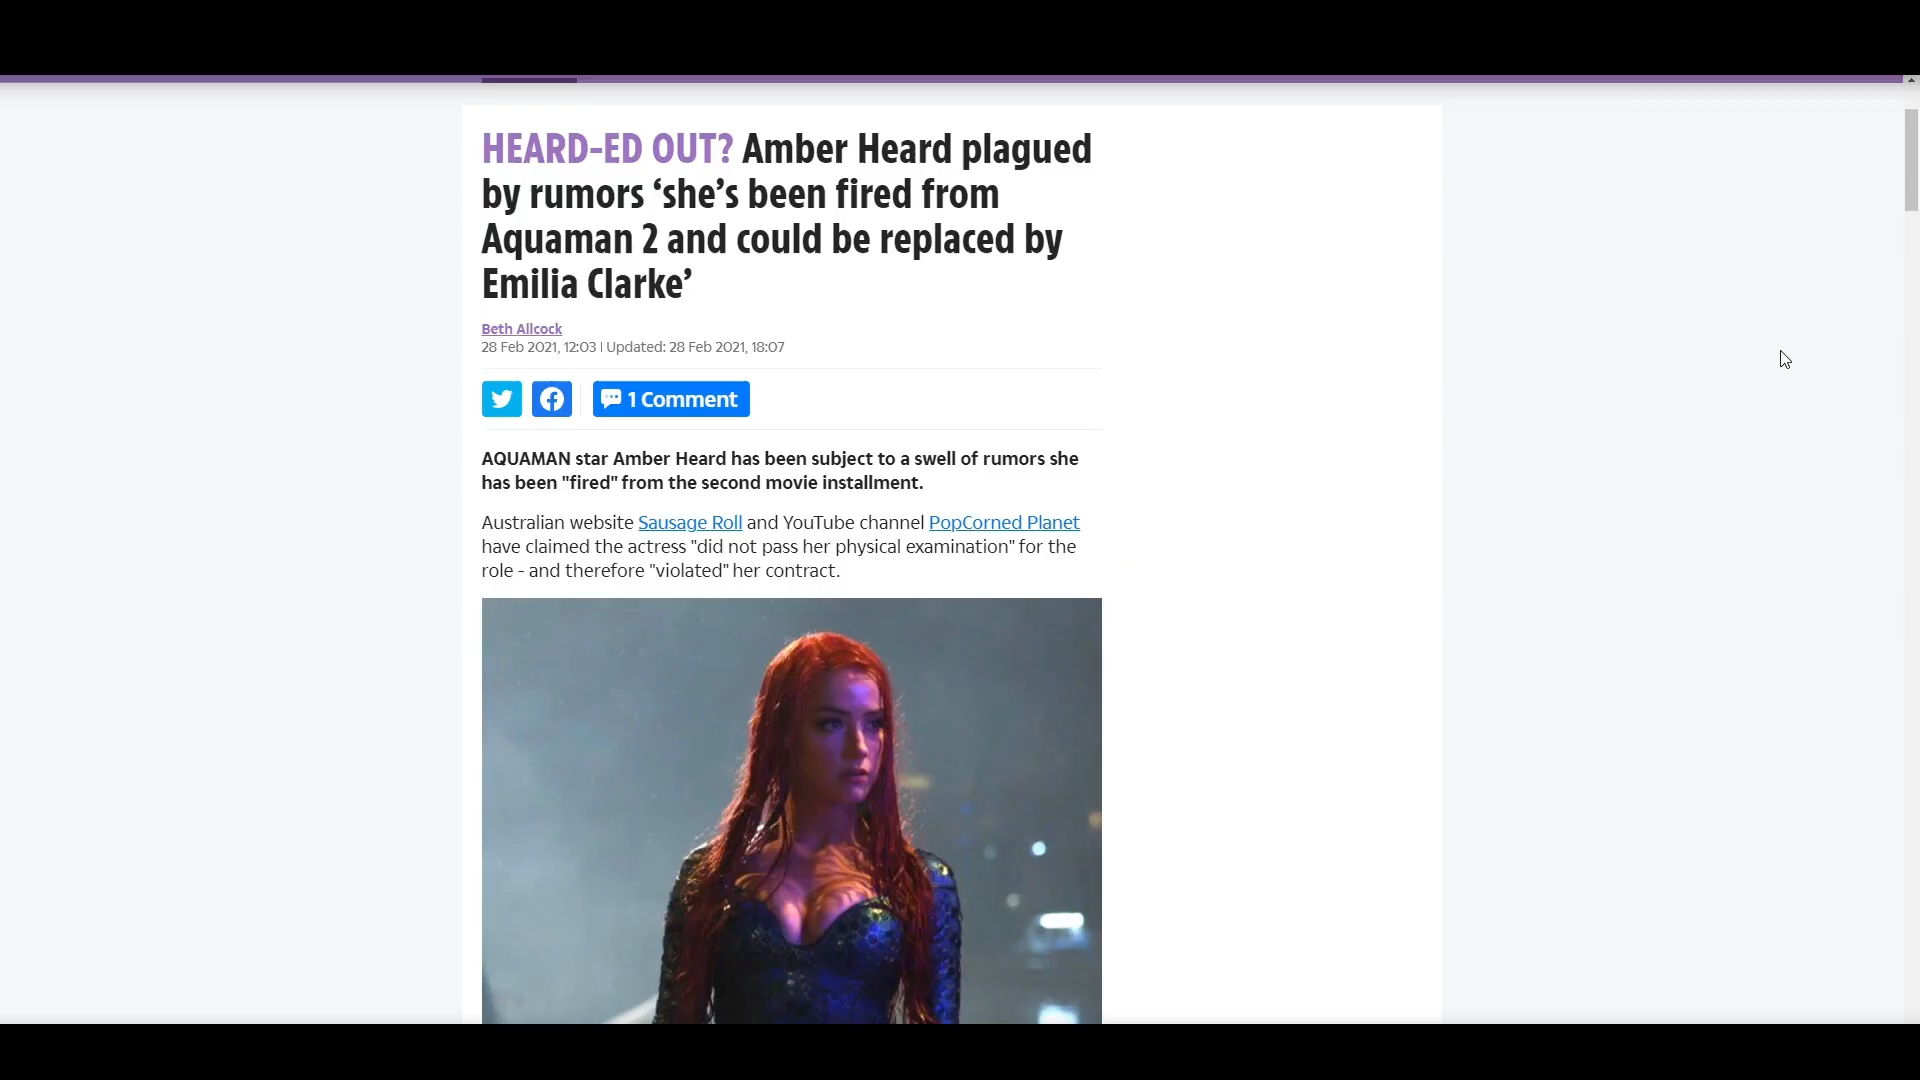 HEARD-ED OUT? Amber Heard plagued
by rumors ‘she’s been fired from
Aquaman 2 and could be replaced by
Emilia Clarke’
Beth Allcock
28 Feb 2021, 12:03 | Updated: 28 Feb 2021, 18:07
1 Comment
AQUAMAN star Amber Heard has been subject to a swell of rumors she
has been "fired" from the second movie installment.
Australian website Sausage Roll and YouTube channel PopCorned Planet
have claimed the actress "did not pass her physical examination" for the
role - and therefore "violated" her contract.